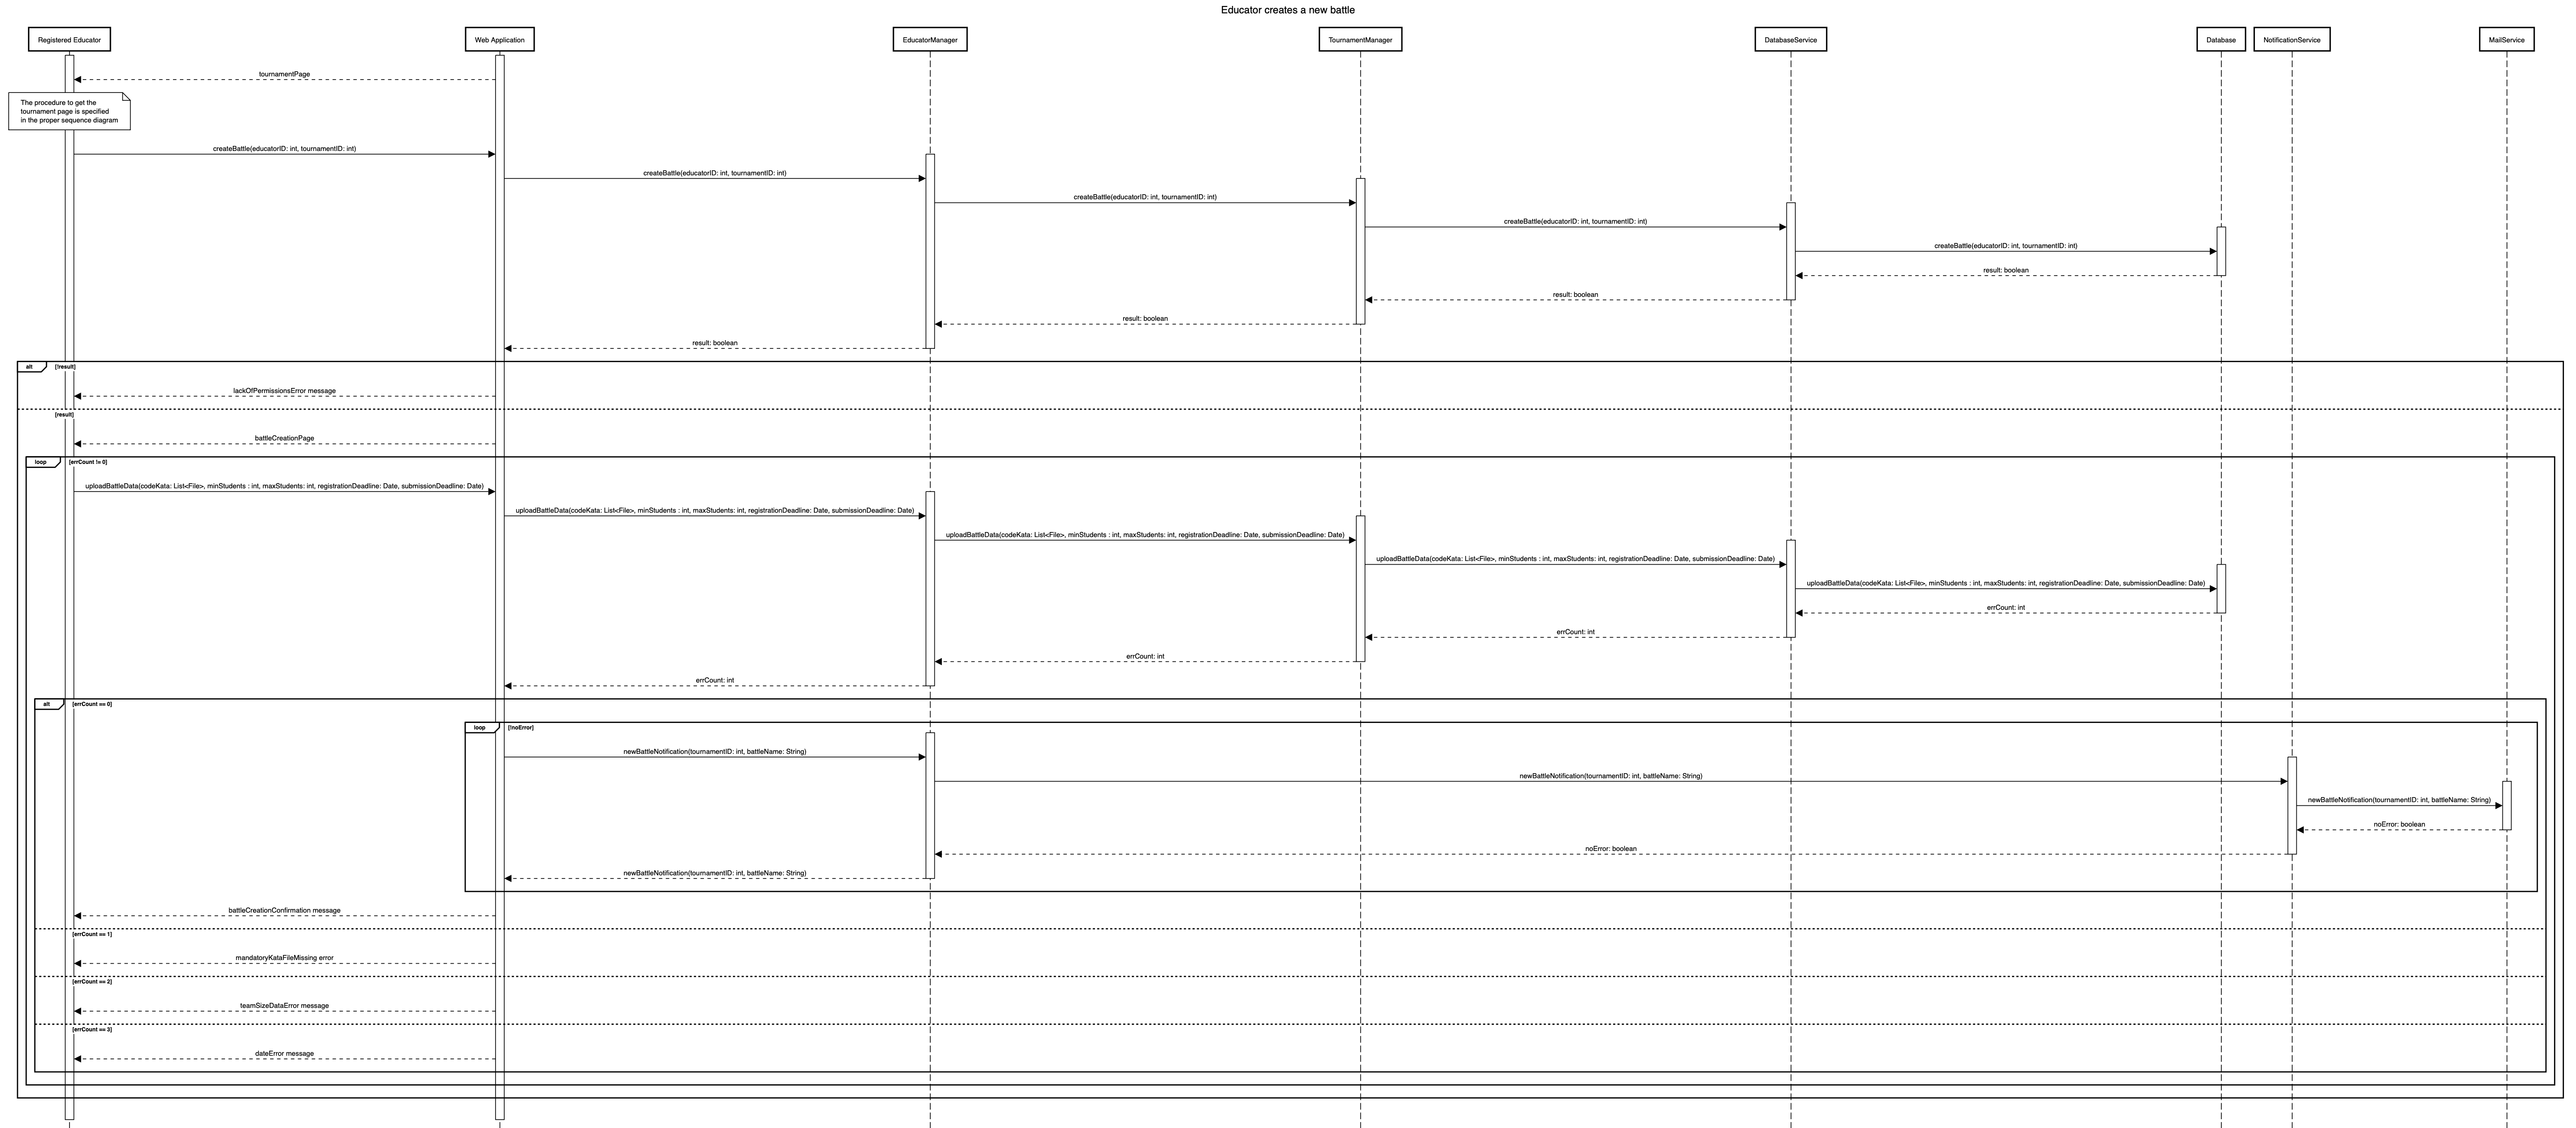 Educator creates a new battle
Registered Educator
Web Application
EducatorManager
TournamentManager
DatabaseService
Database
NotificationService
MailService
tournamentPage
The procedure to get the
tournament page is specified
in the proper sequence diagram
createBattle(educatorID: int, tournamentID: int)
createBattle(educatorID: int, tournamentID: int)
createBattle(educatorID: int, tournamentID: int)
createBattle(educatorID: int, tournamentID: int)
createBattle(educatorID: int, tournamentID: int)
result: boolean
result: boolean
result: boolean
result: boolean
alt
[!result]
lackOfPermissionsError message
[result]
battleCreationPage
loop
[errCount != 0]
uploadBattleData(codeKata: List<File>, minStudents : int, maxStudents: int, registrationDeadline: Date, submissionDeadline: Date)
uploadBattleData(codeKata: List<File>, minStudents : int, maxStudents: int, registrationDeadline: Date, submissionDeadline: Date)
uploadBattleData(codeKata: List<File>, minStudents : int, maxStudents: int, registrationDeadline: Date, submissionDeadline: Date)
uploadBattleData(codeKata: List<File>, minStudents : int, maxStudents: int, registrationDeadline: Date, submissionDeadline: Date)
uploadBattleData(codeKata: List<File>, minStudents : int, maxStudents: int, registrationDeadline: Date, submissionDeadline: Date)
errCount: int
errCount: int
errCount: int
errCount: int
alt
[errCount == 0]
loop
[!noError]
newBattleNotification(tournamentID: int, battleName: String)
newBattleNotification(tournamentID: int, battleName: String)
newBattleNotification(tournamentID: int, battleName: String)
noError: boolean
noError: boolean
newBattleNotification(tournamentID: int, battleName: String)
battleCreationConfirmation message
[errCount == 1]
mandatoryKataFileMissing error
[errCount == 2]
teamSizeDataError message
[errCount == 3]
dateError message